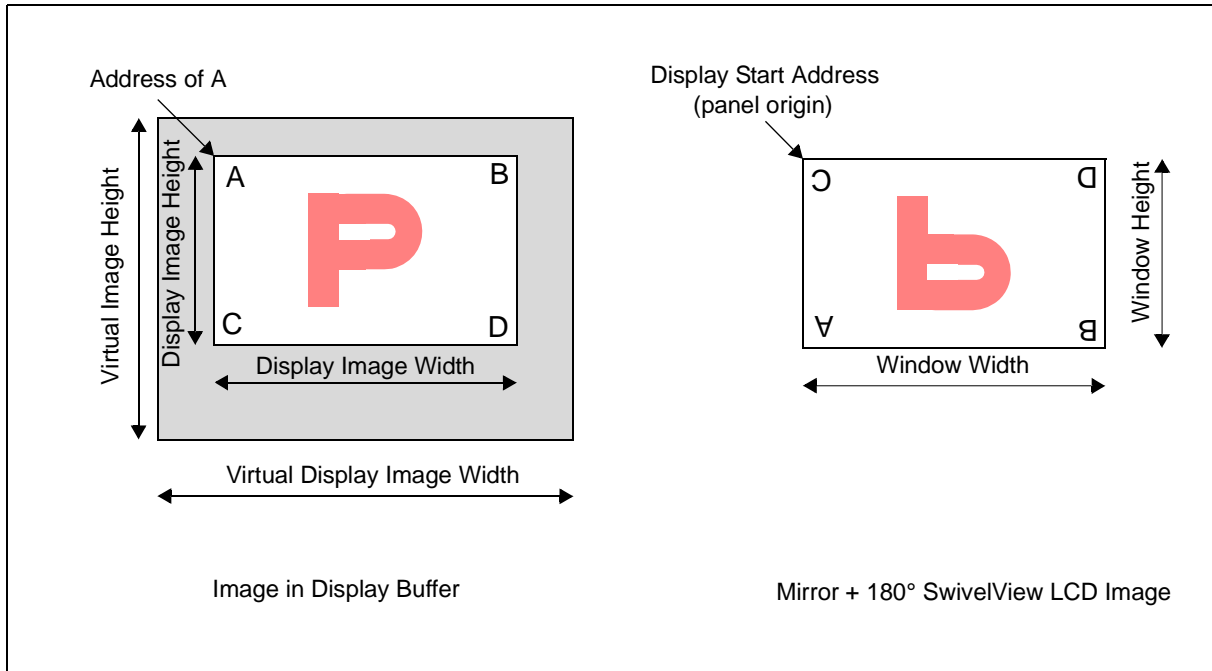 Address of A
Display Start Address
(panel origin)
Virtual Image Height
Display Image Height
A
B
P
C
D
Display Image Width
Virtual Display Image Width
Image in Display Buffer
C
D
P
A
B
Window Height
Window Width
Mirror + 180° SwivelView LCD Image